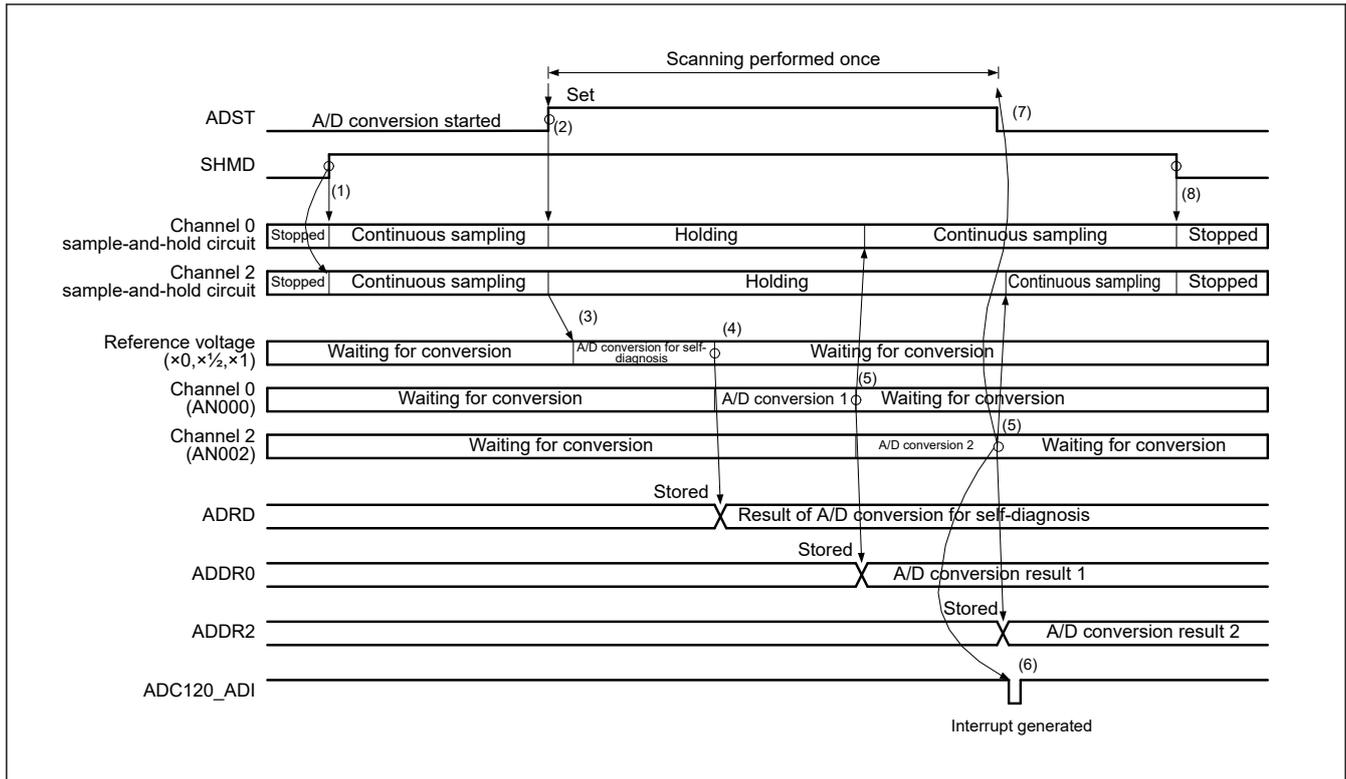 Scanning performed once
Set
ADST
A/D conversion started
(2)
(7)
SHMD
(1)
(8)
Channel 0
sample-and-hold circuit
Stopped
Continuous sampling
Holding
Continuous sampling
Stopped
Channel 2
sample-and-hold circuit
Stopped
Continuous sampling
Holding
Continuous sampling
Stopped
(3)
(4)
Reference voltage
(×0,×½,×1)
Waiting for conversion
A/D conversion for self-
diagnosis
Waiting for conversion
Channel 0
(AN000)
Waiting for conversion
A/D conversion 1
(5)
Waiting for conversion
Channel 2
(AN002)
Waiting for conversion
A/D conversion 2
(5)
Waiting for conversion
Stored
ADRD
Result of A/D conversion for self-diagnosis
Stored
ADDR0
A/D conversion result 1
Stored
ADDR2
A/D conversion result 2
(6)
ADC120_ADI
Interrupt generated